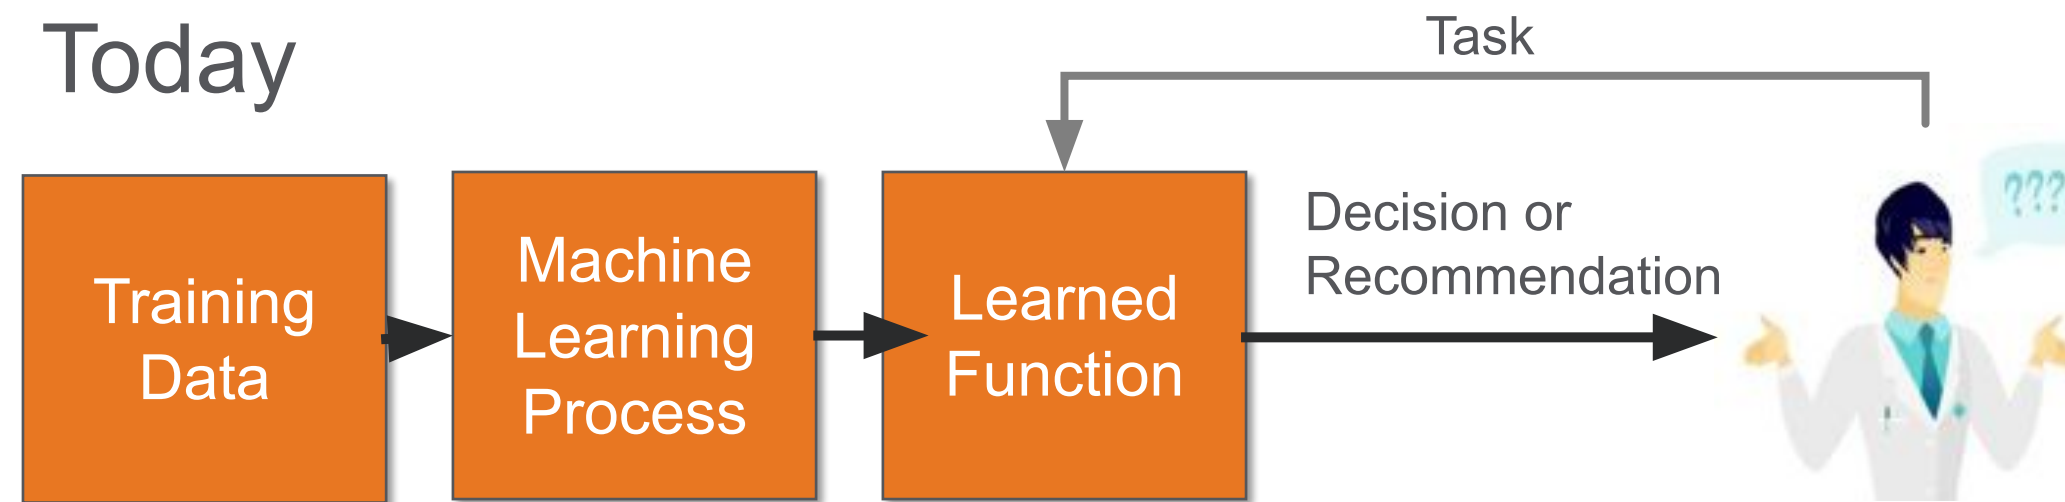 Today
Task
Training
Data
Machine
Learning
Process
Learned
Function
Decision or
Recommendation
???